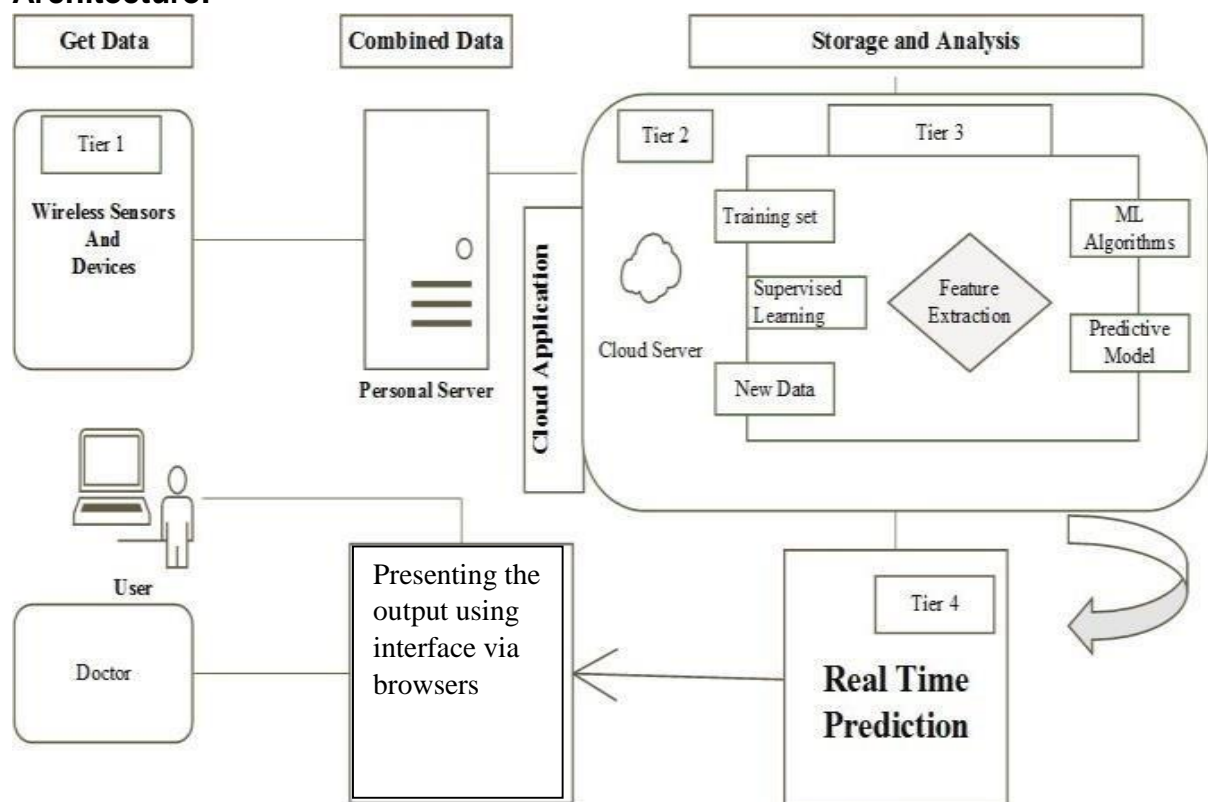 Architecture:
Get Data
Combined Data
Storage and Analysis
Tier 1
Wireless Sensors
And
Devices
Personal Server
Cloud Application
Tier 2
Cloud Server
Tier 3
Training set
Supervised
Learning
New Data
Feature
Extraction
ML
Algorithms
Predictive
Model
User
Doctor
Presenting the
output using
interface via
browsers
Tier 4
Real Time
Prediction